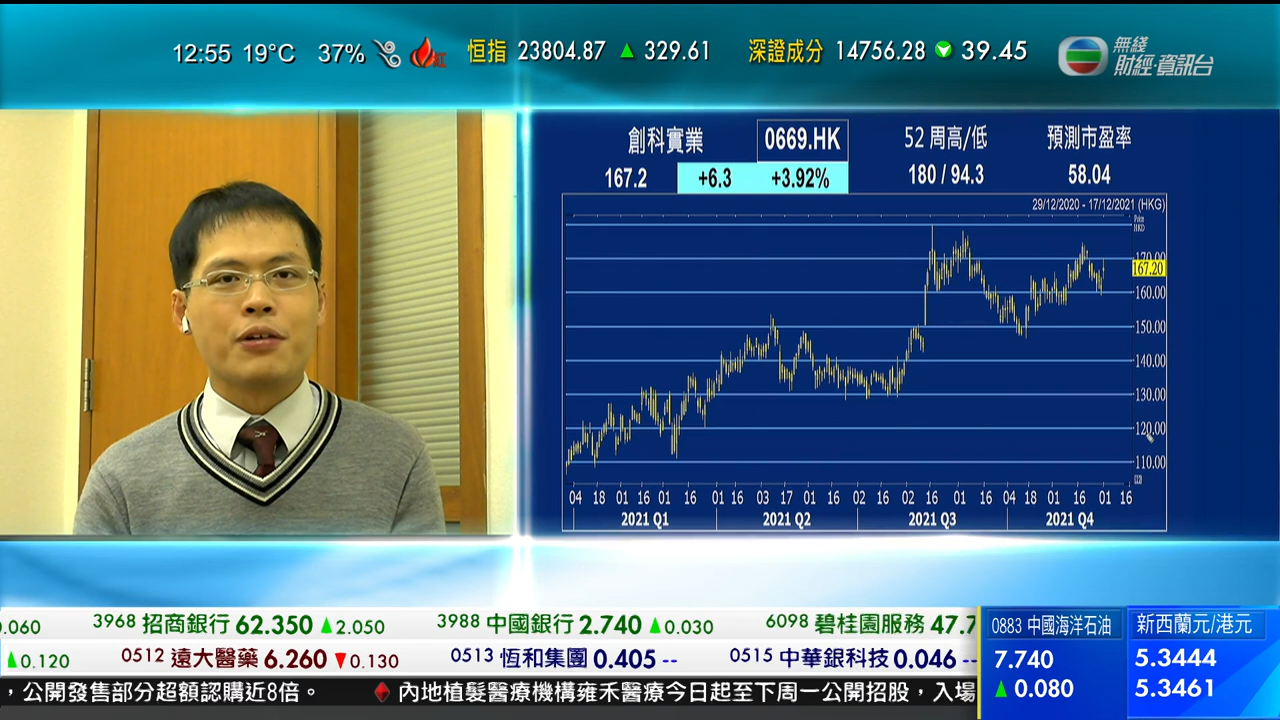 12:55 19°C 37% 紅 恒指 23804.87 ▲ 329.61 深證成分 14756.28 ▼ 39.45 無綫
財經·資訊台
創科實業 0669.HK 52 周高/低 預測市盈率
167.2 +6.3 +3.92% 180 / 94.3 58.04
29/12/2020 - 17/12/2021 (HKG)
Price
HKD
170.00
167.20
160.00
150.00
140.00
130.00
120.00
110.00
04 18 01 16 01 16 01 16 03 17 01 16 02 16 02 16 01 16 04 18 01 16 01 16
2021 Q1 2021 Q2 2021 Q3 2021 Q4
0.060 3968 招商銀行 62.350 ▲ 2.050 3988 中國銀行 2.740 ▲ 0.030 6098 碧桂園服務 47.7
▲ 0.120 0512 遠大醫藥 6.260 ▼ 0.130 0513 恆和集團 0.405 -- 0515 中華銀科技 0.046 --
，公開發售部分超額認購近8倍。 ◆ 內地植髮醫療機構雍禾醫療今日起至下周一公開招股，入場
0883 中國海洋石油
7.740
▲ 0.080
新西蘭元/港元
5.3444
5.3461